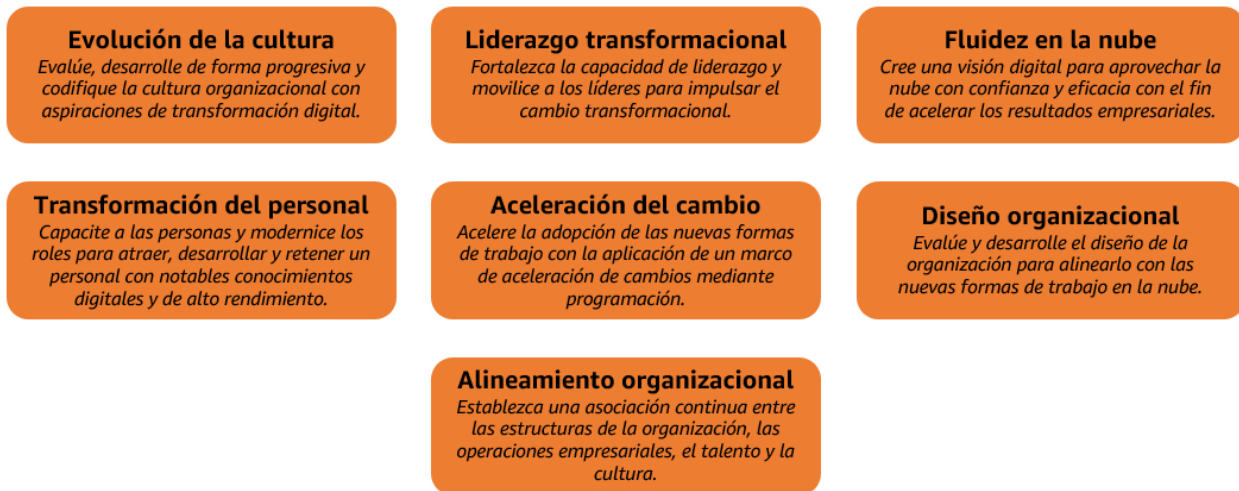 Evolución de la cultura
Evalúe, desarrolle de forma progresiva y
codifique la cultura organizacional con
aspiraciones de transformación digital.
Liderazgo transformacional
Fortalezca la capacidad de liderazgo y
movilice a los líderes para impulsar el
cambio transformacional.
Fluidez en la nube
Cree una visión digital para aprovechar la
nube con confianza y eficacia con el fin
de acelerar los resultados empresariales.
Transformación del personal
Capacite a las personas y modernice los
roles para atraer, desarrollar y retener un
personal con notables conocimientos
digitales y de alto rendimiento.
Aceleración del cambio
Acelere la adopción de las nuevas formas
de trabajo con la aplicación de un marco
de aceleración de cambios mediante
programación.
Diseño organizacional
Evalúe y desarrolle el diseño de la
organización para alinearlo con las
nuevas formas de trabajo en la nube.
Alineamiento organizacional
Establezca una asociación continua entre
las estructuras de la organización, las
operaciones empresariales, el talento y la
cultura.